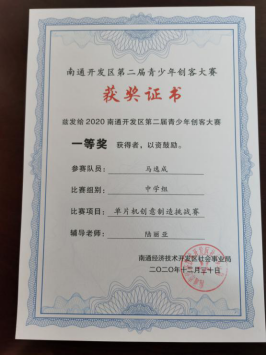 南通开发区第二届青少年创客大赛
获奖证书
兹发给2020南通开发区第二届青少年创客大赛
一等奖 获得者，以资鼓励。
参赛队员：马逸成
比赛组别：中学组
比赛项目：单片机创意制造挑战赛
辅导老师：陆丽益
南通经济技术开发区社会事业局
二〇二〇年十二月三十日